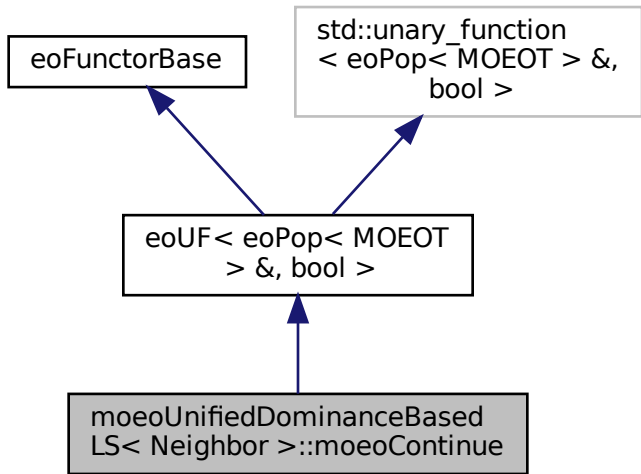 eoFunctorBase
std::unary_function
< eoPop< MOEOT > &,
bool >
eoUF< eoPop< MOEOT
> &, bool >
moeoUnifiedDominanceBased
LS< Neighbor >::moeoContinue